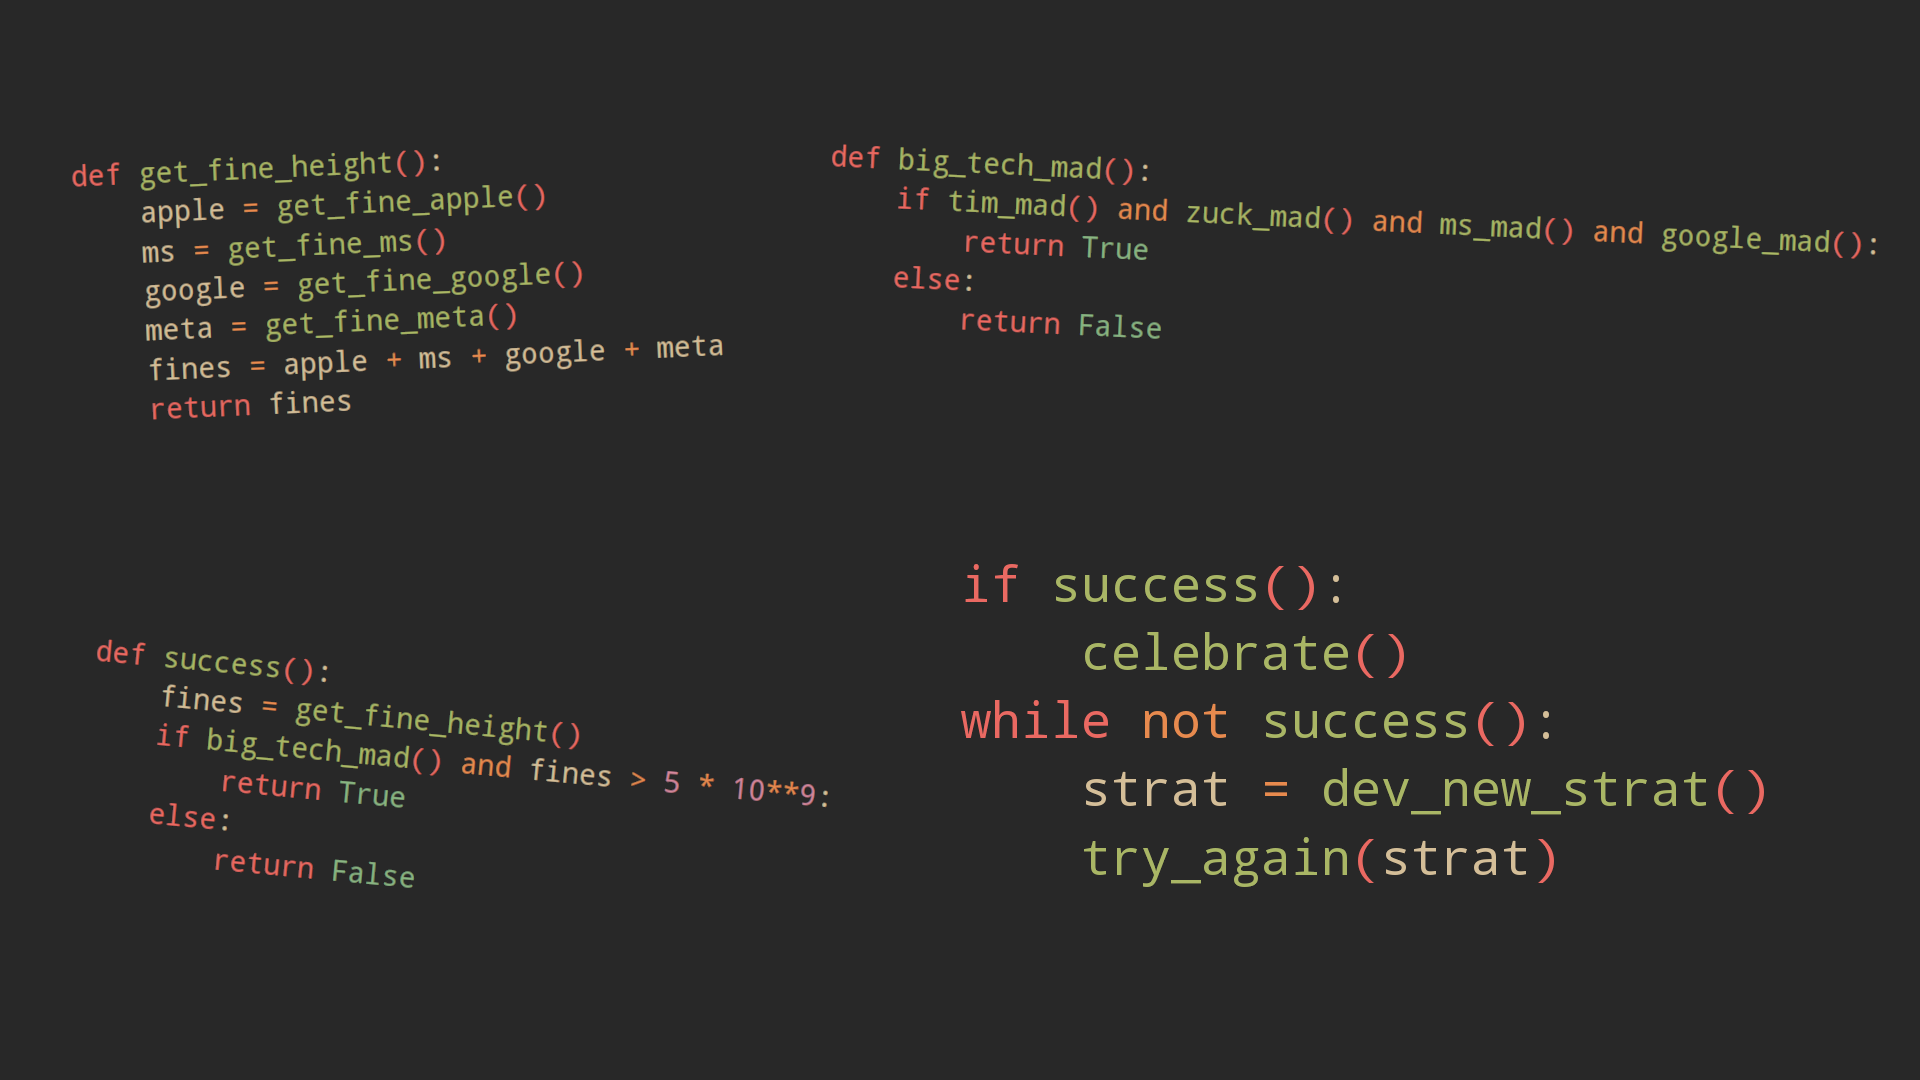 def get_fine_height():
    apple = get_fine_apple()
    ms = get_fine_ms()
    google = get_fine_google()
    meta = get_fine_meta()
    fines = apple + ms + google + meta
    return fines
def big_tech_mad():
    if tim_mad() and zuck_mad() and ms_mad() and google_mad():
        return True
    else:
        return False
def success():
    fines = get_fine_height()
    if big_tech_mad() and fines > 5 * 10**9:
        return True
    else:
        return False
if success():
    celebrate()
while not success():
    strat = dev_new_strat()
    try_again(strat)